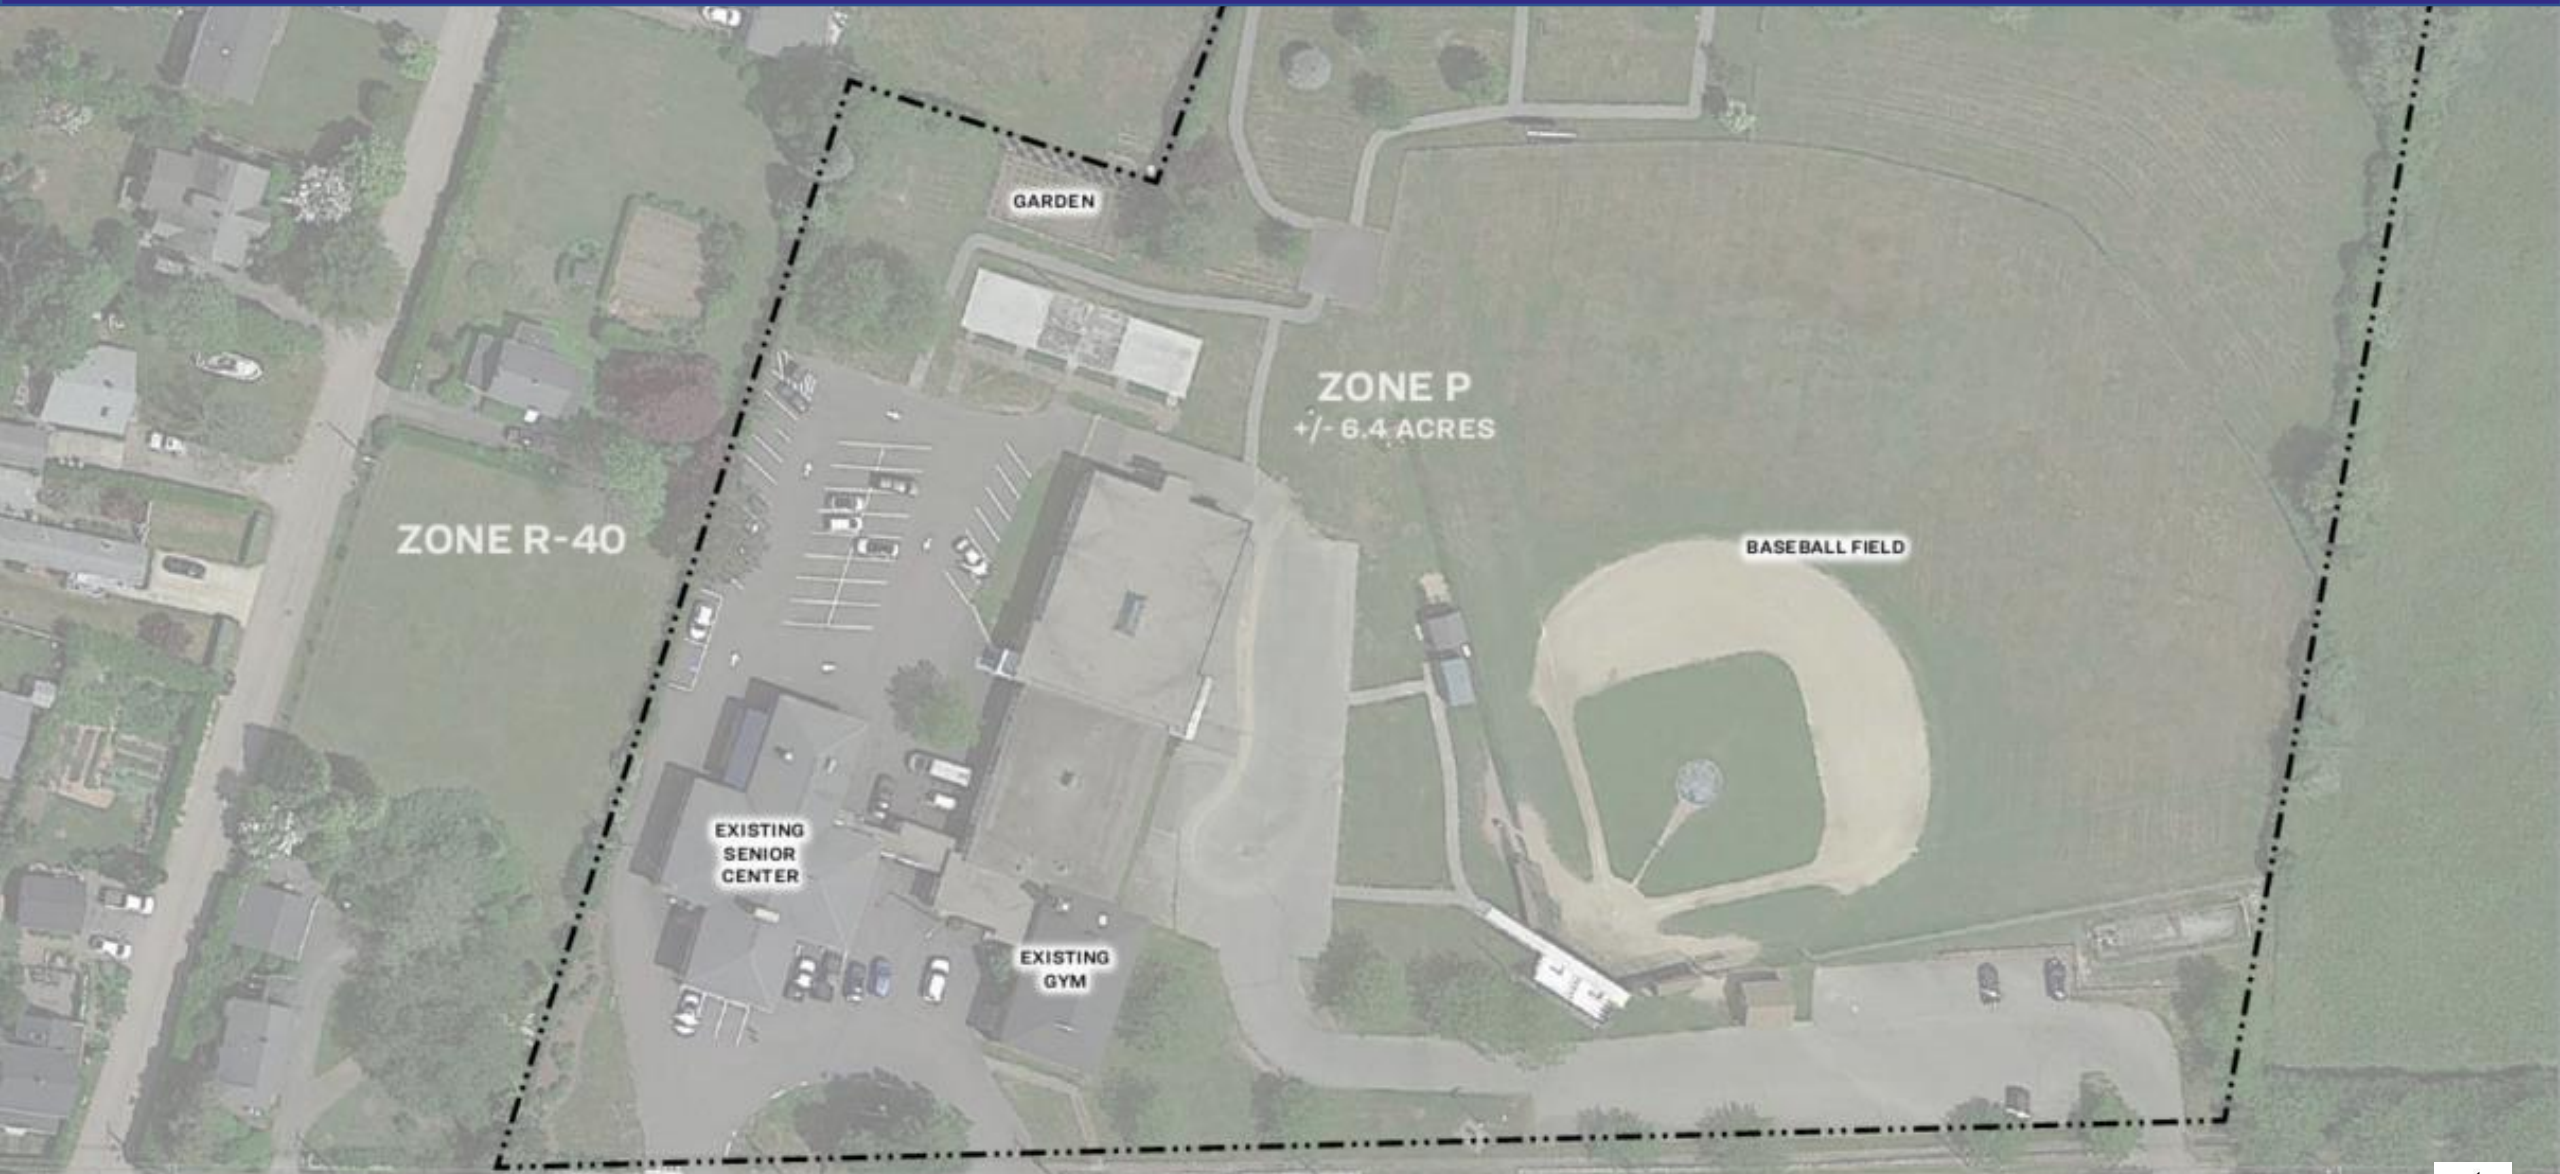 GARDEN
ZONE P
+/- 6.4 ACRES
ZONE R-40
BASEBALL FIELD
EXISTING
SENIOR
CENTER
EXISTING
GYM